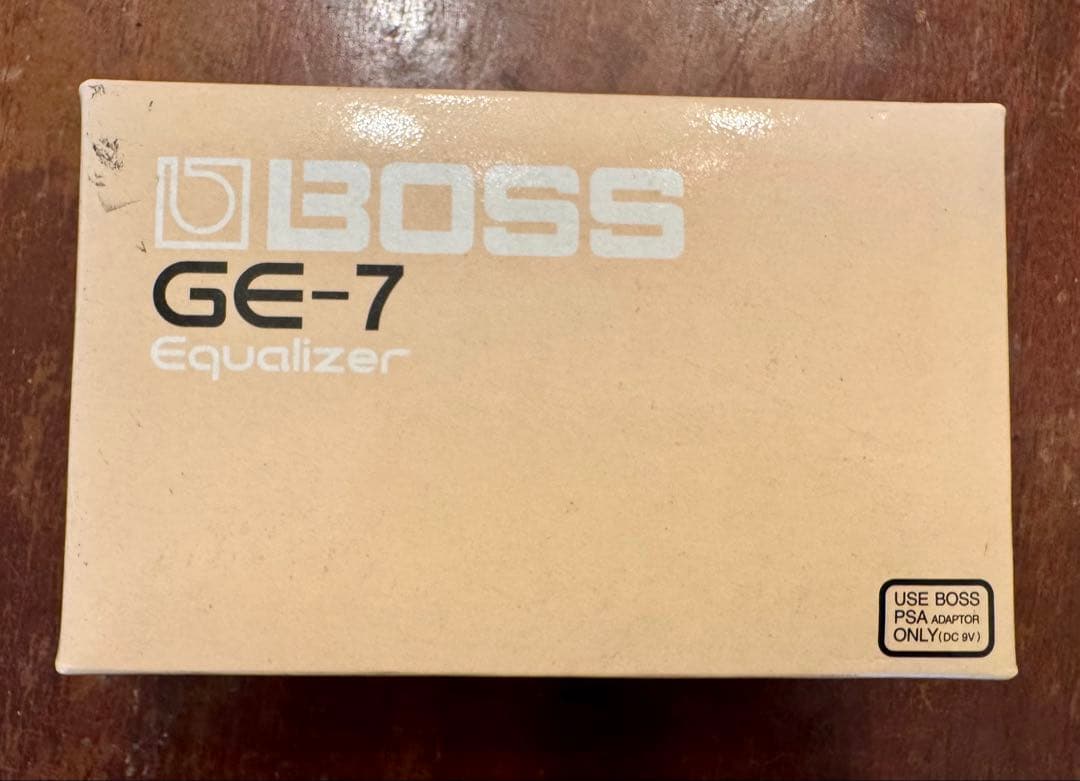 BOSS
GE-7
Equalizer
USE BOSS
PSA ADAPTOR
ONLY(DC 9V)